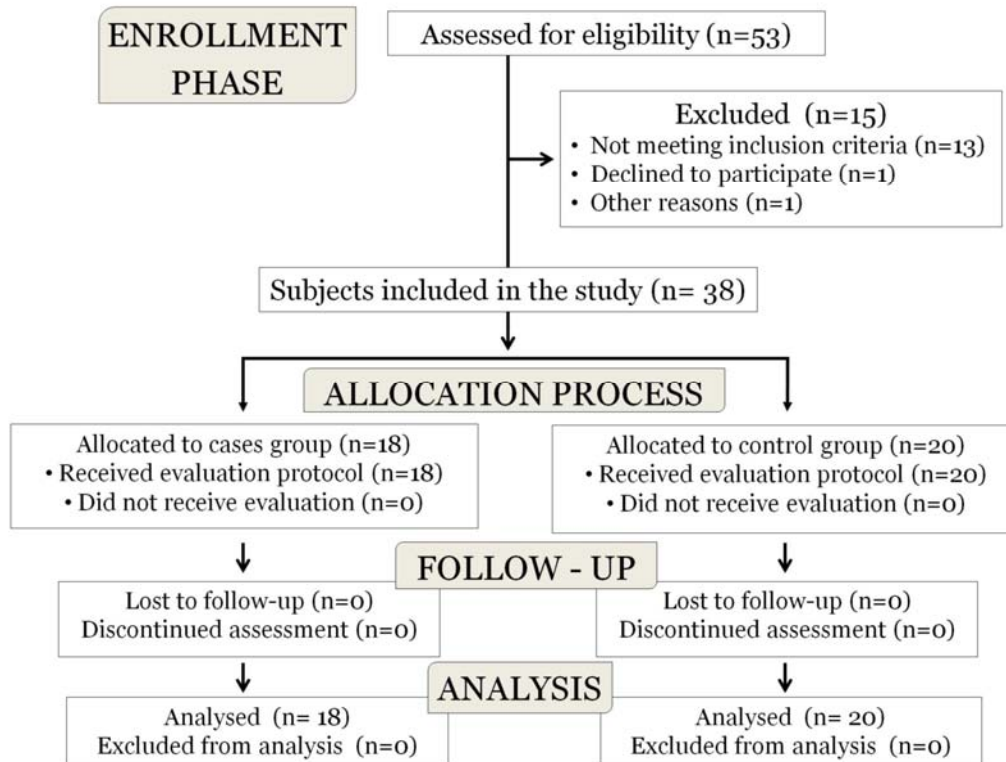 ENROLLMENT
PHASE
Assessed for eligibility (n=53)
Excluded (n=15)
• Not meeting inclusion criteria (n=13)
• Declined to participate (n=1)
• Other reasons (n=1)
Subjects included in the study (n= 38)
ALLOCATION PROCESS
Allocated to cases group (n=18)
• Received evaluation protocol (n=18)
• Did not receive evaluation (n=0)
Allocated to control group (n=20)
• Received evaluation protocol (n=20)
• Did not receive evaluation (n=0)
FOLLOW - UP
Lost to follow-up (n=0)
Discontinued assessment (n=0)
Lost to follow-up (n=0)
Discontinued assessment (n=0)
ANALYSIS
Analysed (n= 18)
Excluded from analysis (n=0)
Analysed (n= 20)
Excluded from analysis (n=0)